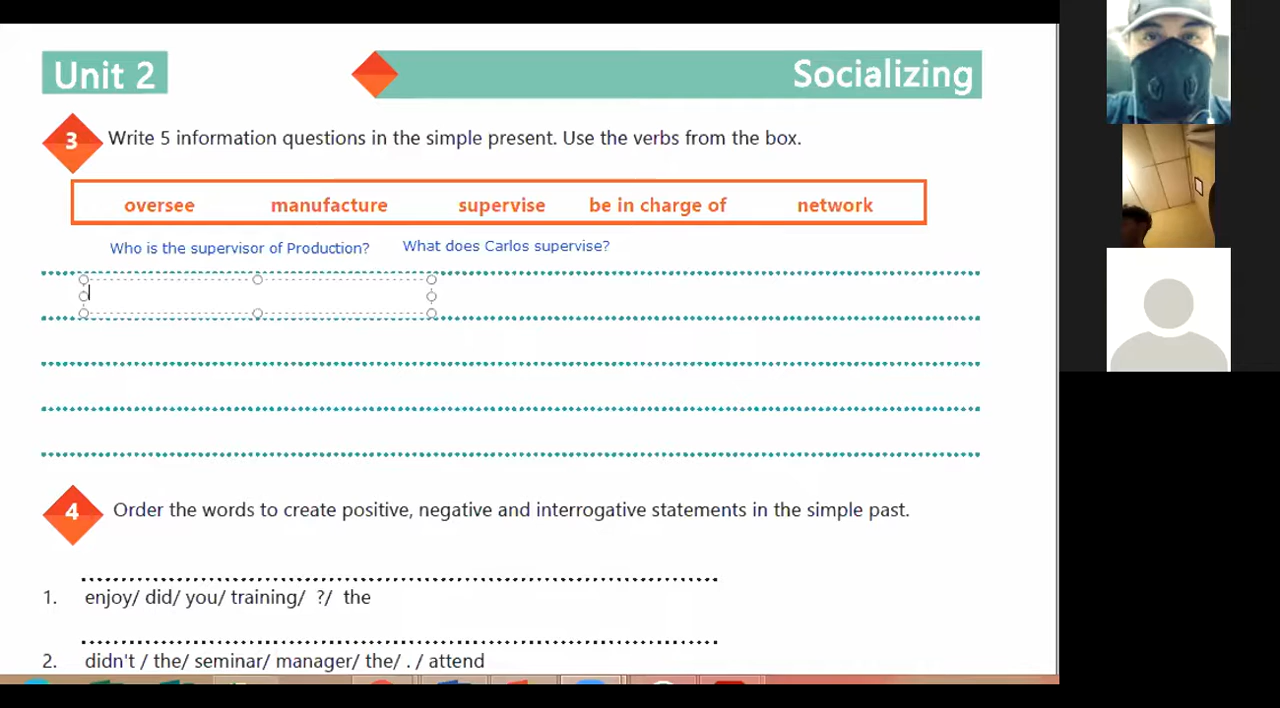 Unit 2
Socializing
3 Write 5 information questions in the simple present. Use the verbs from the box.
oversee manufacture supervise be in charge of network
Who is the supervisor of Production? What does Carlos supervise?
4 Order the words to create positive, negative and interrogative statements in the simple past.
1. enjoy/ did/ you/ training/ ?/ the
2. didn't / the/ seminar/ manager/ the/ . / attend